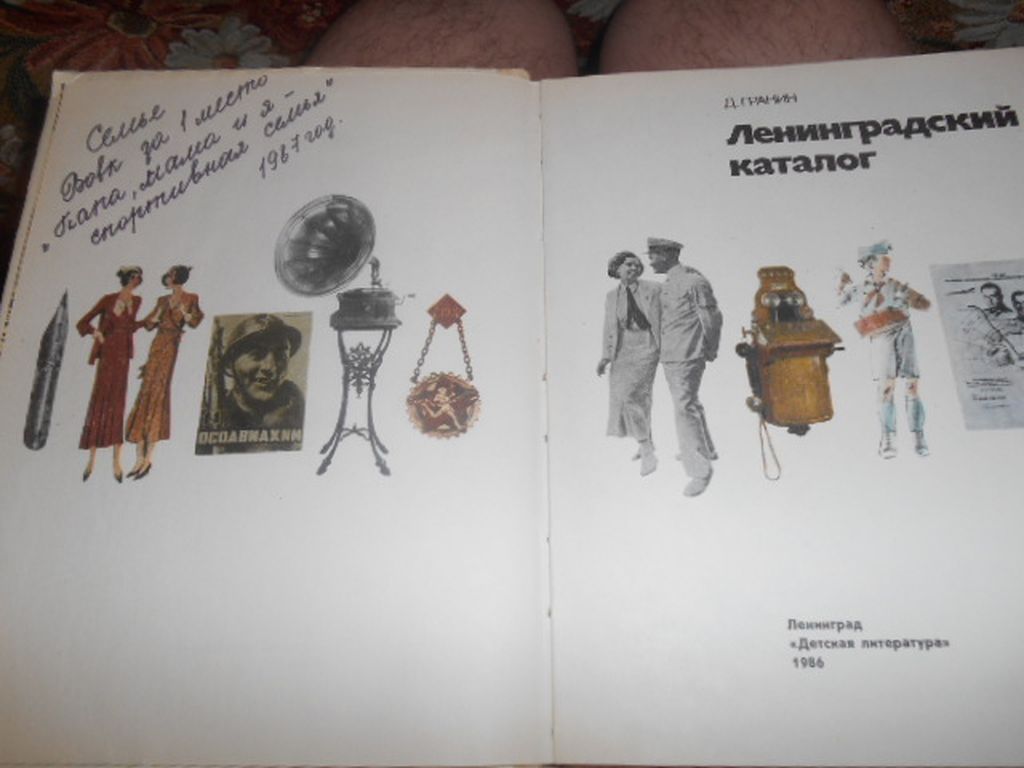 Семье
Вовк за 1 место
"Папа, мама и я -
спортивная семья"
1987 год.
ОСОАВИАХИМ
Д. ГРАНИН
Ленинградский
каталог
Ленинград
«Детская литература»
1986